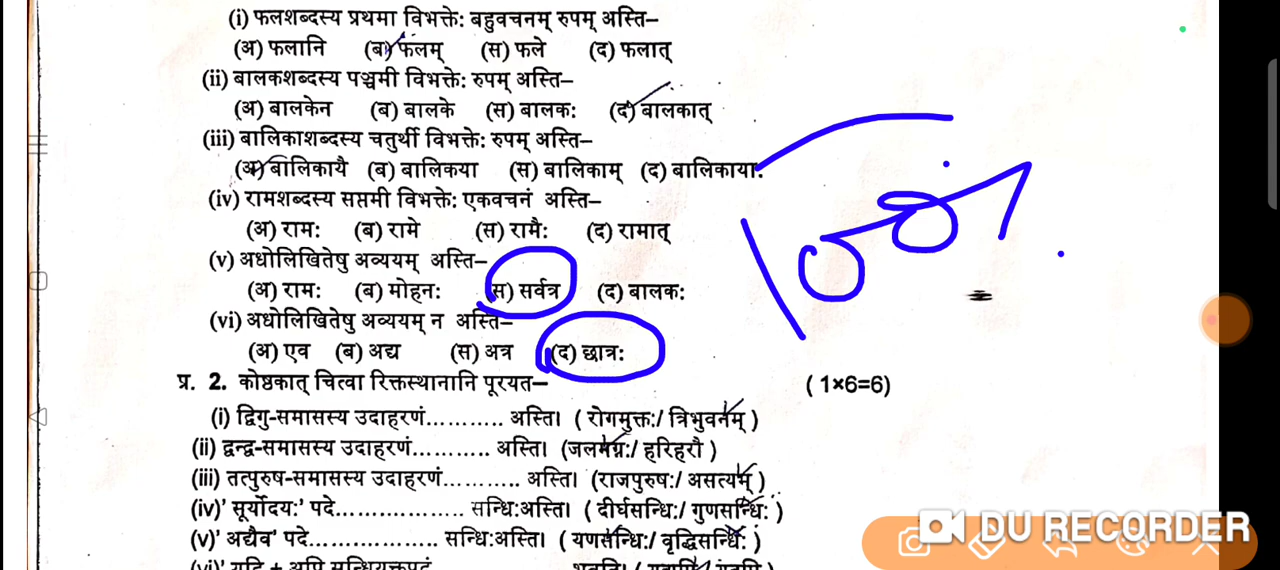 (i) फलशब्दस्य प्रथमा विभक्ते: बहुवचनम् रुपम् अस्ति–
(अ) फलानि (ब) फलम् (स) फले (द) फलात्
(ii) बालकशब्दस्य पञ्चमी विभक्ते: रुपम् अस्ति–
(अ) बालकेन (ब) बालके (स) बालक: (द) बालकात्
(iii) बालिकाशब्दस्य चतुर्थी विभक्ते: रुपम् अस्ति–
(अ) बालिकायै (ब) बालिकया (स) बालिकाम् (द) बालिकाया:
(iv) रामशब्दस्य सप्तमी विभक्ते: एकवचनं अस्ति–
(अ) राम: (ब) रामे (स) रामै: (द) रामात्
(v) अधोलिखितेषु अव्ययम् अस्ति–
(अ) राम: (ब) मोहन: (स) सर्वत्र (द) बालक:
(vi) अधोलिखितेषु अव्ययम् न अस्ति–
(अ) एव (ब) अद्य (स) अत्र (द) छात्र:
प्र. 2. कोष्ठकात् चित्वा रिक्तस्थानानि पूरयत– ( 1×6=6)
(i) द्विगु-समासस्य उदाहरणं........... अस्ति। ( रोगमुक्त:/ त्रिभुवनम् )
(ii) द्वन्द्व-समासस्य उदाहरणं........... अस्ति। (जलमग्न:/ हरिहरौ )
(iii) तत्पुरुष-समासस्य उदाहरणं........... अस्ति। (राजपुरुष:/ असत्यम् )
(iv)' सूर्योदय:' पदे.................. सन्धि:अस्ति। ( दीर्घसन्धि:/ गुणसन्धि: )
(v)' अद्यैव' पदे.................. सन्धि:अस्ति। ( यणसन्धि:/ वृद्धिसन्धि: )
DU RECORDER